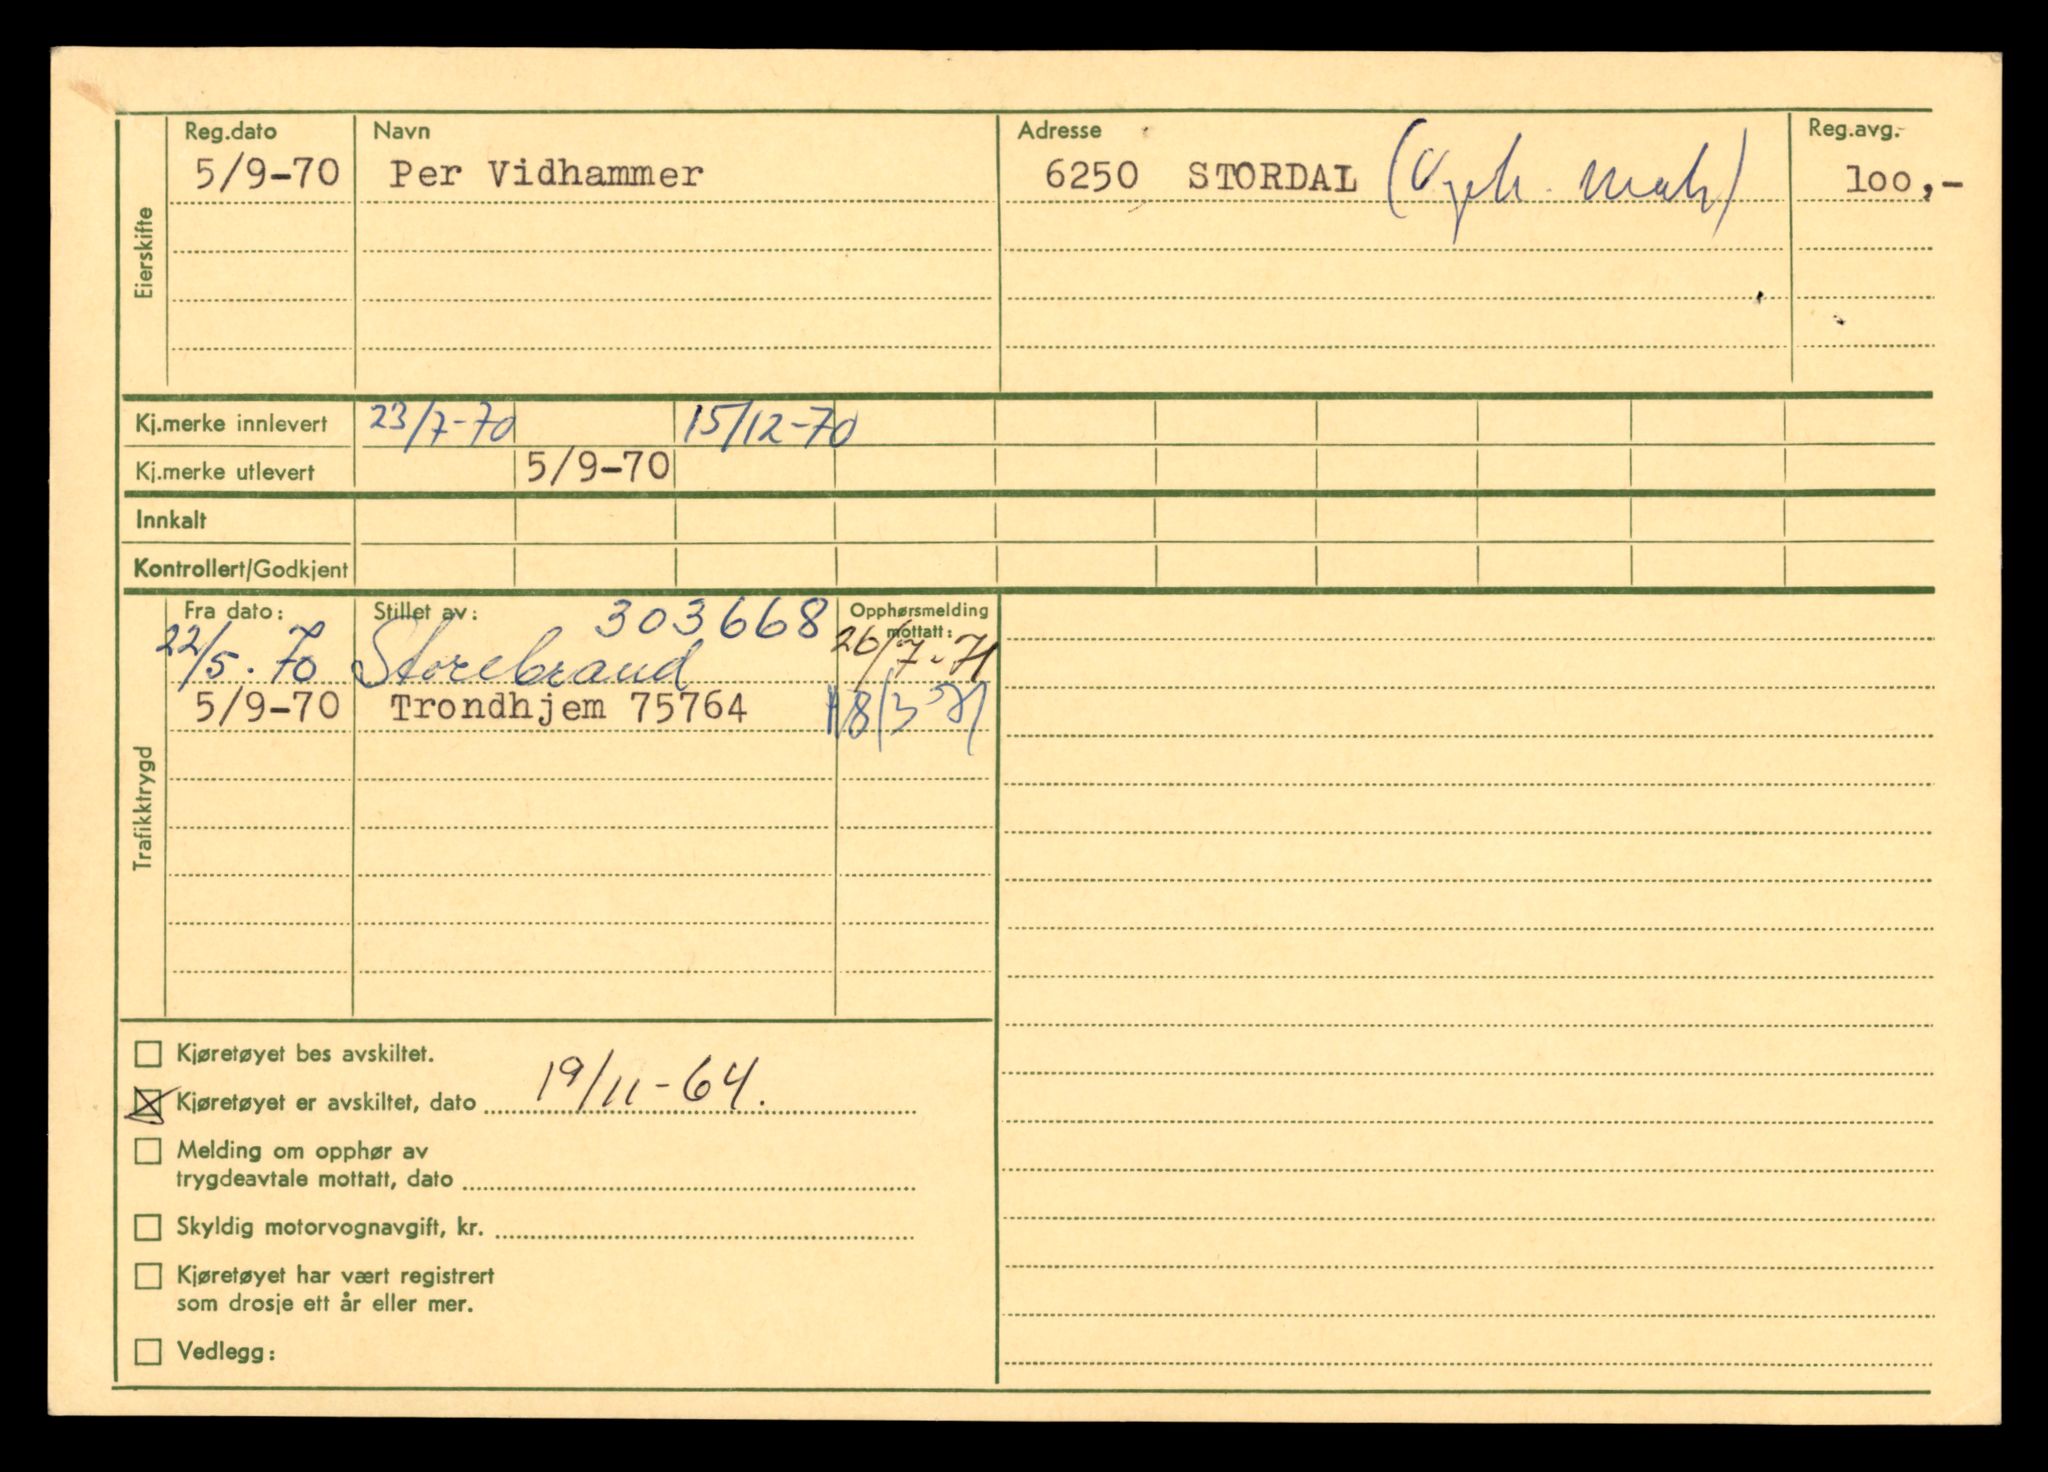 Reg.dato Navn Adresse Reg.avg.
5/9-70 Per Vidhammer 6250 STORDAL 100,-
Eierskifte
Kj.merke innlevert 23/7-70 15/12-70
Kj.merke utlevert 5/9-70
Innkalt
Kontrollert/Godkjent
Fra dato: Stillet av: 303668 Opphørsmelding mottatt:
22/5.70 Storebrand 26/7-71
5/9-70 Trondhjem 75764
Trafikktrygd
Kjøretøyet bes avskiltet.
Kjøretøyet er avskiltet, dato 19/11-64.
Melding om opphør av
trygdeavtale mottatt, dato
Skyldig motorvognavgift, kr.
Kjøretøyet har vært registrert
som drosje ett år eller mer.
Vedlegg: